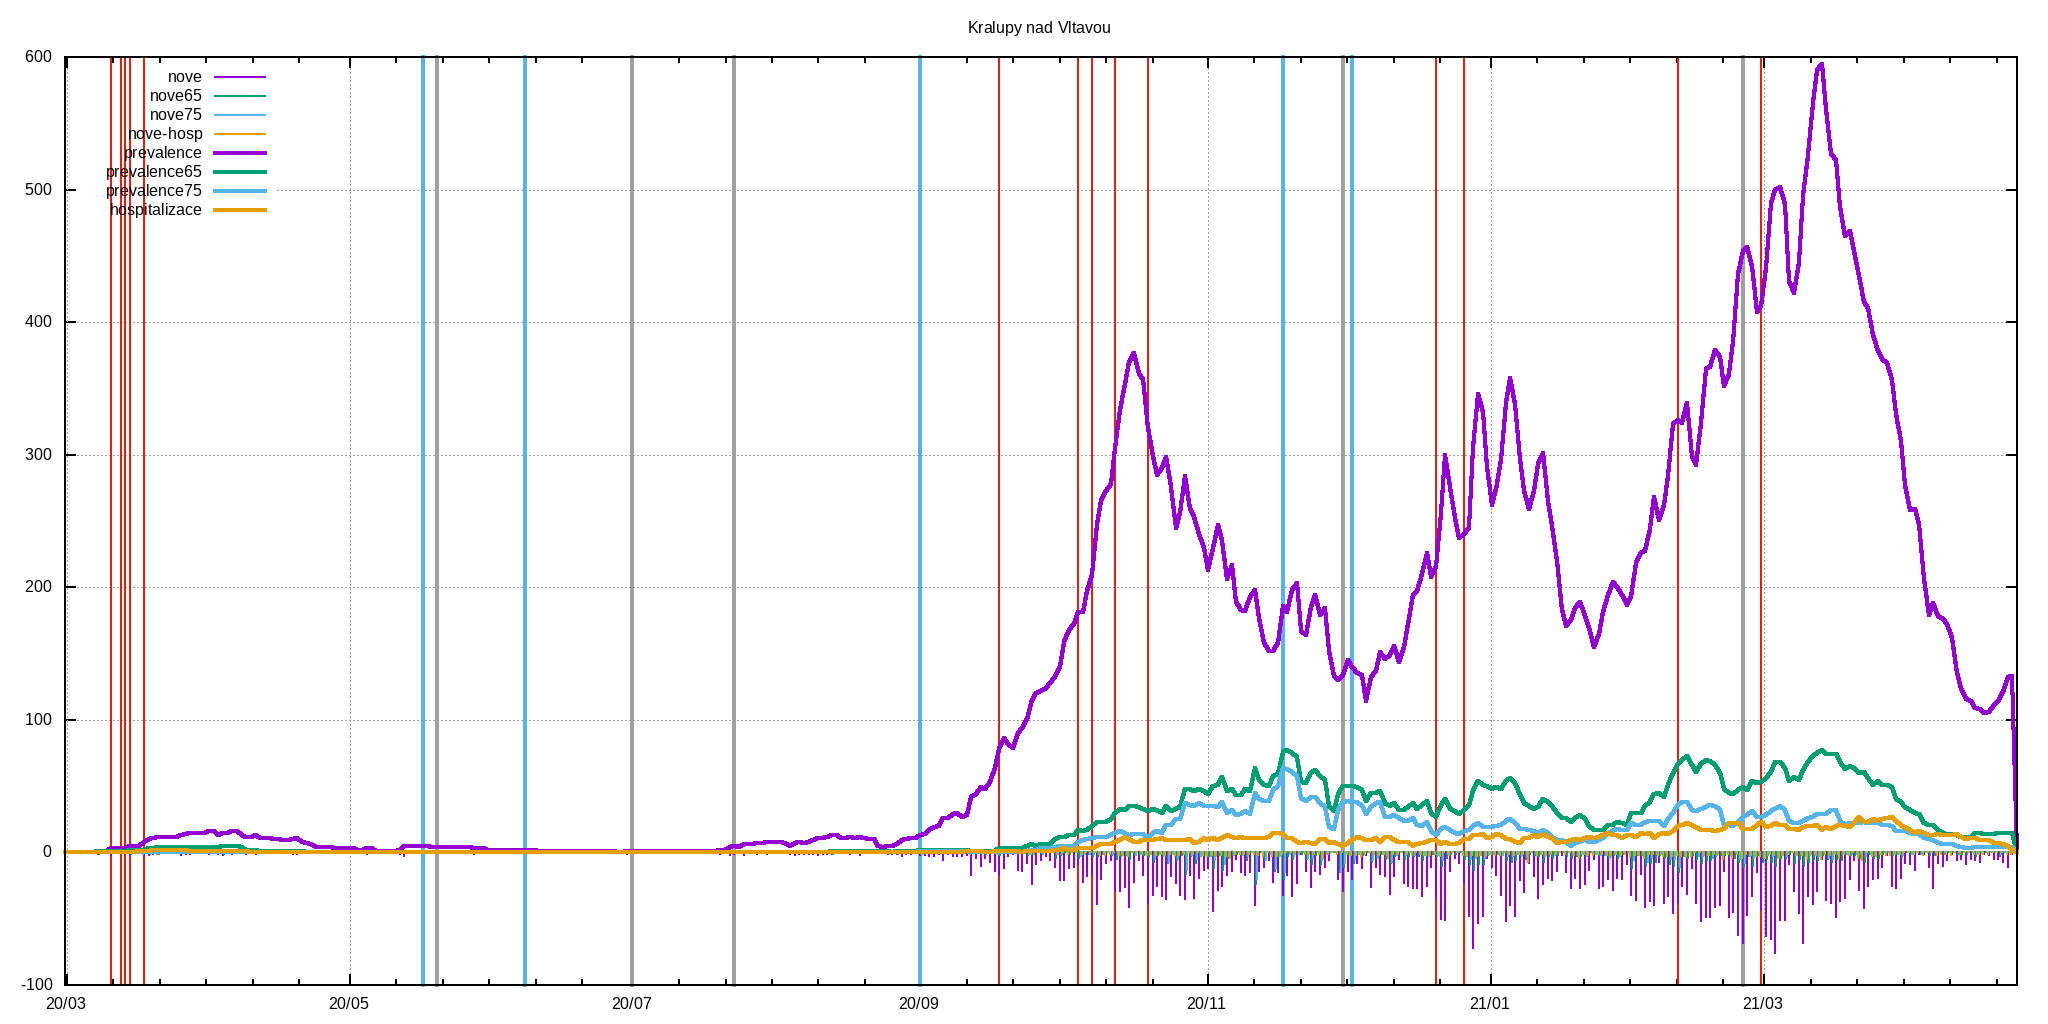 Kralupy nad Vltavou
600
500
400
300
200
100
0
-100
nove
nove65
nove75
nove-hosp
prevalence
prevalence65
prevalence75
hospitalizace
20/03 20/05 20/07 20/09 20/11 21/01 21/03